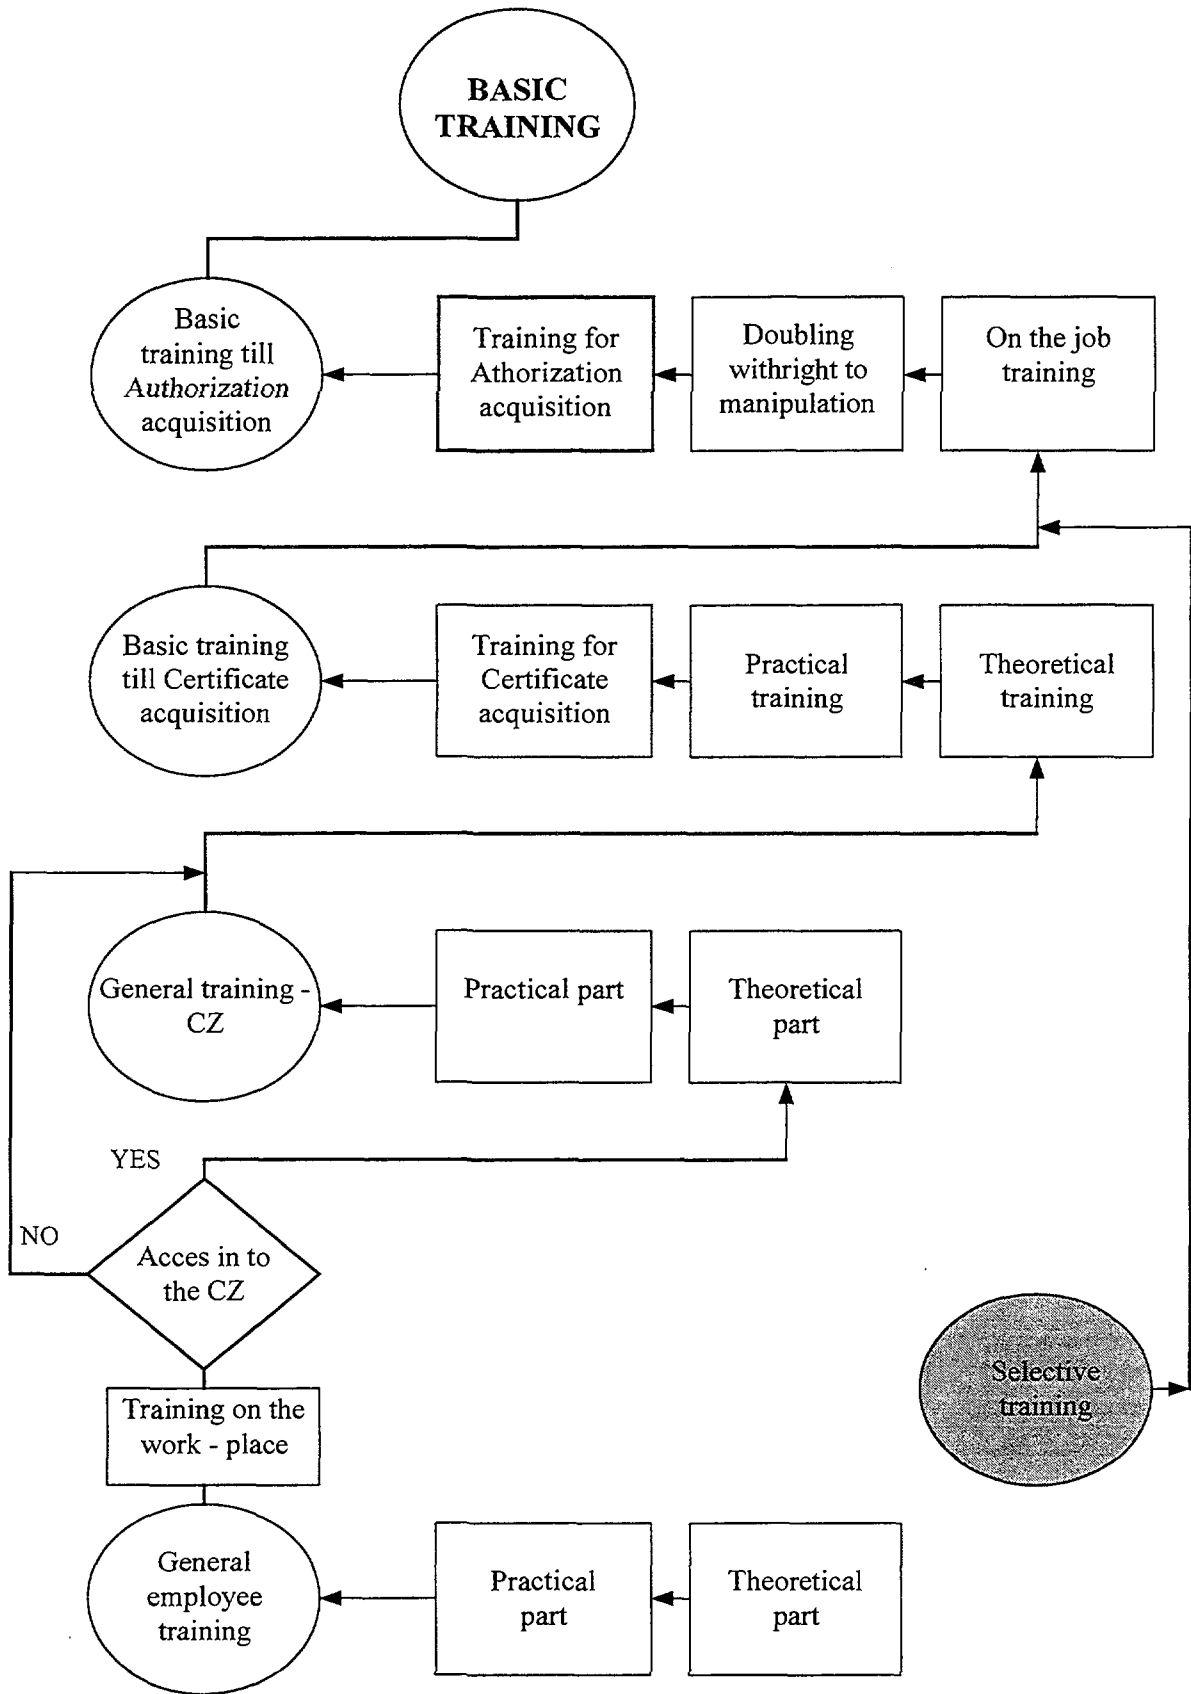 BASIC
TRAINING
Basic
training till
Authorization
acquisition
Training for
Athorization
acquisition
Doubling
withright to
manipulation
On the job
training
Basic training
till Certificate
acquisition
Training for
Certificate
acquisition
Practical
training
Theoretical
training
General training -
CZ
Practical part
Theoretical
part
YES
NO
Acces in to
the CZ
Selective
training
Training on the
work - place
General
employee
training
Practical
part
Theoretical
part